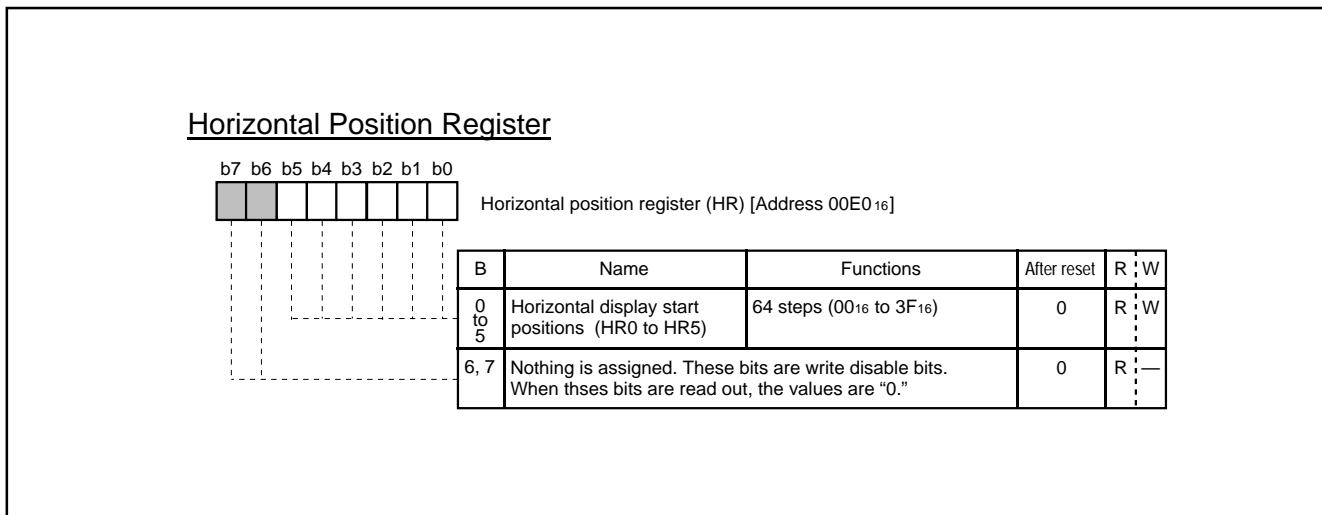 Horizontal Position Register
b7 b6 b5 b4 b3 b2 b1 b0
Horizontal position register (HR) [Address 00E016]
B Name Functions After reset R W
0 to 5 Horizontal display start positions (HR0 to HR5) 64 steps (0016 to 3F16) 0 R W
6, 7 Nothing is assigned. These bits are write disable bits. 0 R —
When thses bits are read out, the values are “0.”